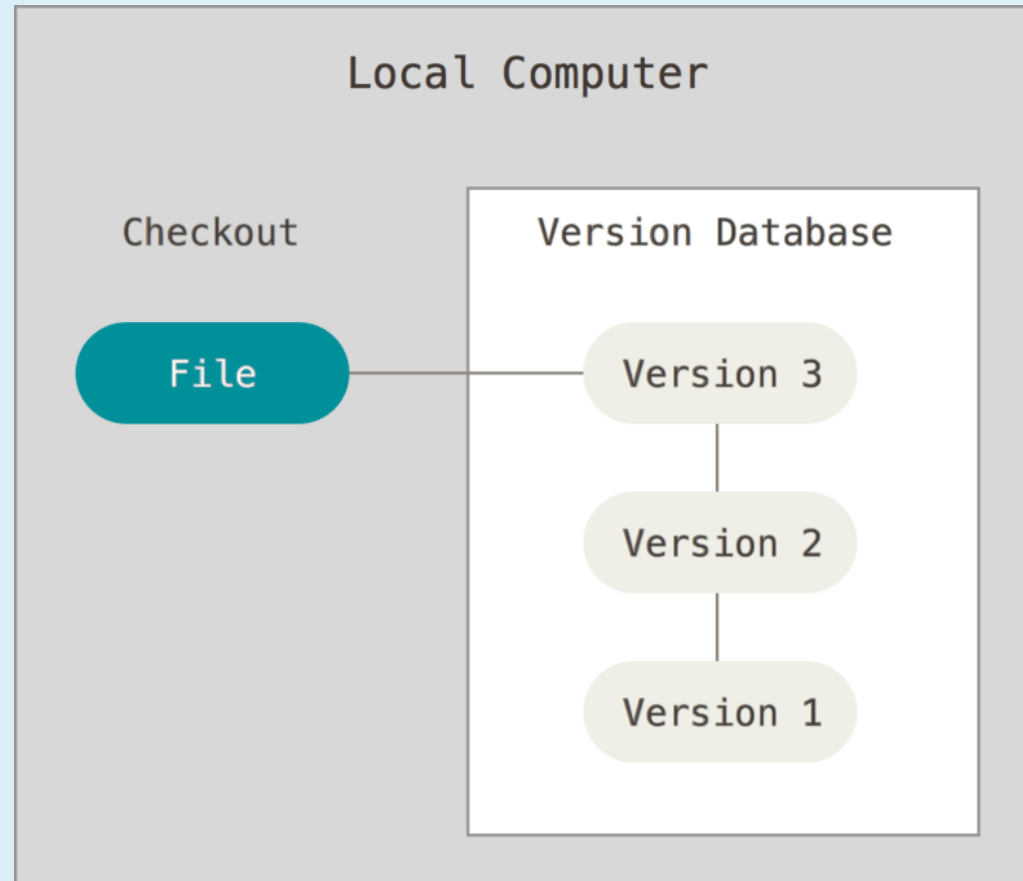 Local Computer
Checkout
Version Database
File
Version 3
Version 2
Version 1